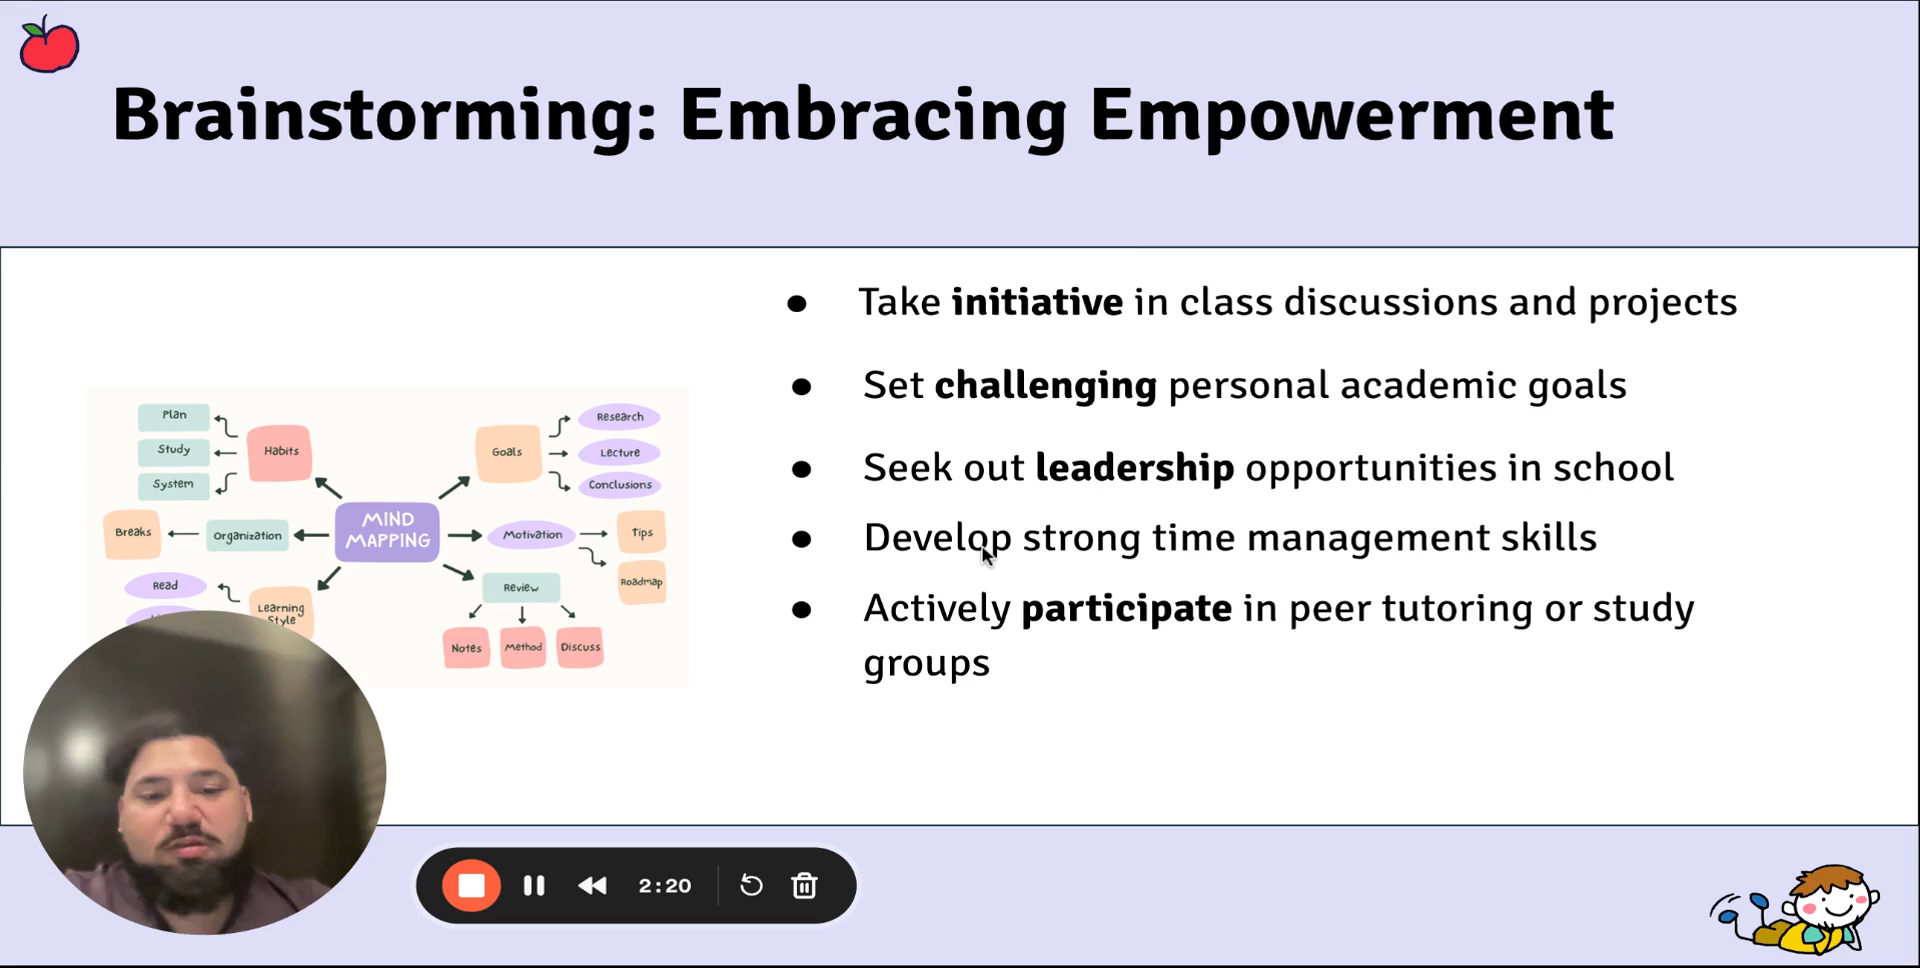 Brainstorming: Embracing Empowerment
● Take initiative in class discussions and projects
● Set challenging personal academic goals
● Seek out leadership opportunities in school
● Develop strong time management skills
● Actively participate in peer tutoring or study
groups
Plan
Study
System
Habits
Goals
Research
Lecture
Conclusions
Breaks
Organization
MIND
MAPPING
Motivation
Tips
Roadmap
Read
Learning
Style
Review
Notes
Method
Discuss
2:20